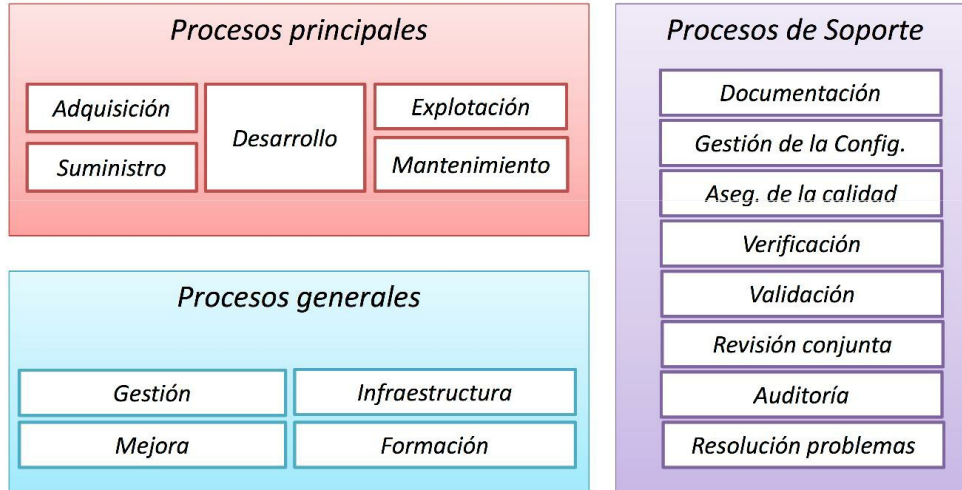 Procesos principales
Adquisición
Suministro
Desarrollo
Explotación
Mantenimiento
Procesos generales
Gestión
Infraestructura
Mejora
Formación
Procesos de Soporte
Documentación
Gestión de la Config.
Aseg. de la calidad
Verificación
Validación
Revisión conjunta
Auditoría
Resolución problemas